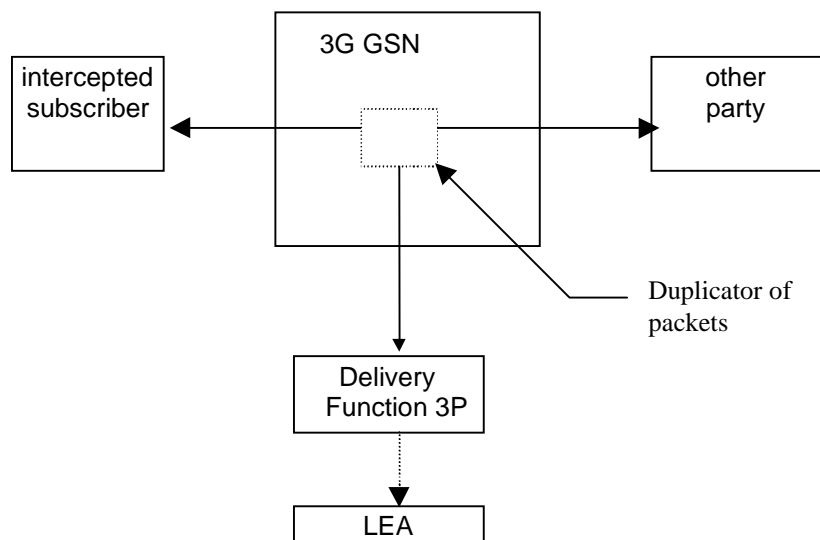 3G GSN
intercepted
subscriber
other
party
Duplicator of
packets
Delivery
Function 3P
LEA